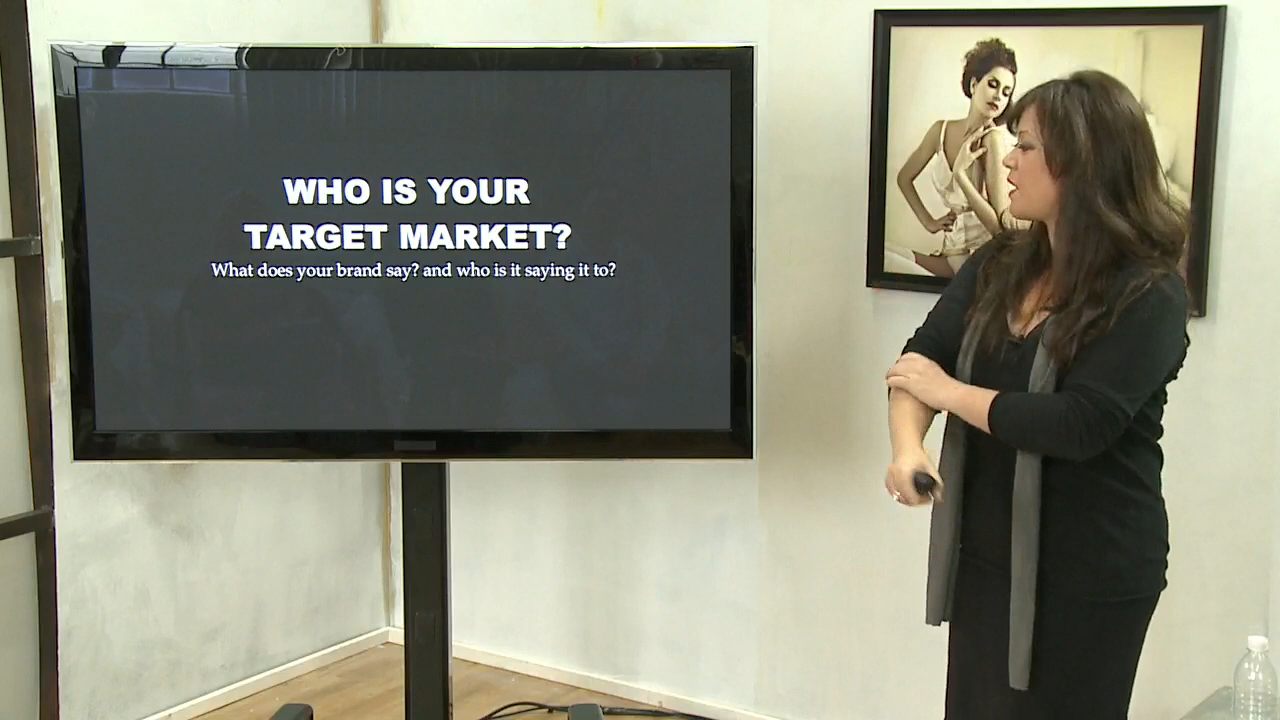 WHO IS YOUR
TARGET MARKET?
What does your brand say? and who is it saying it to?